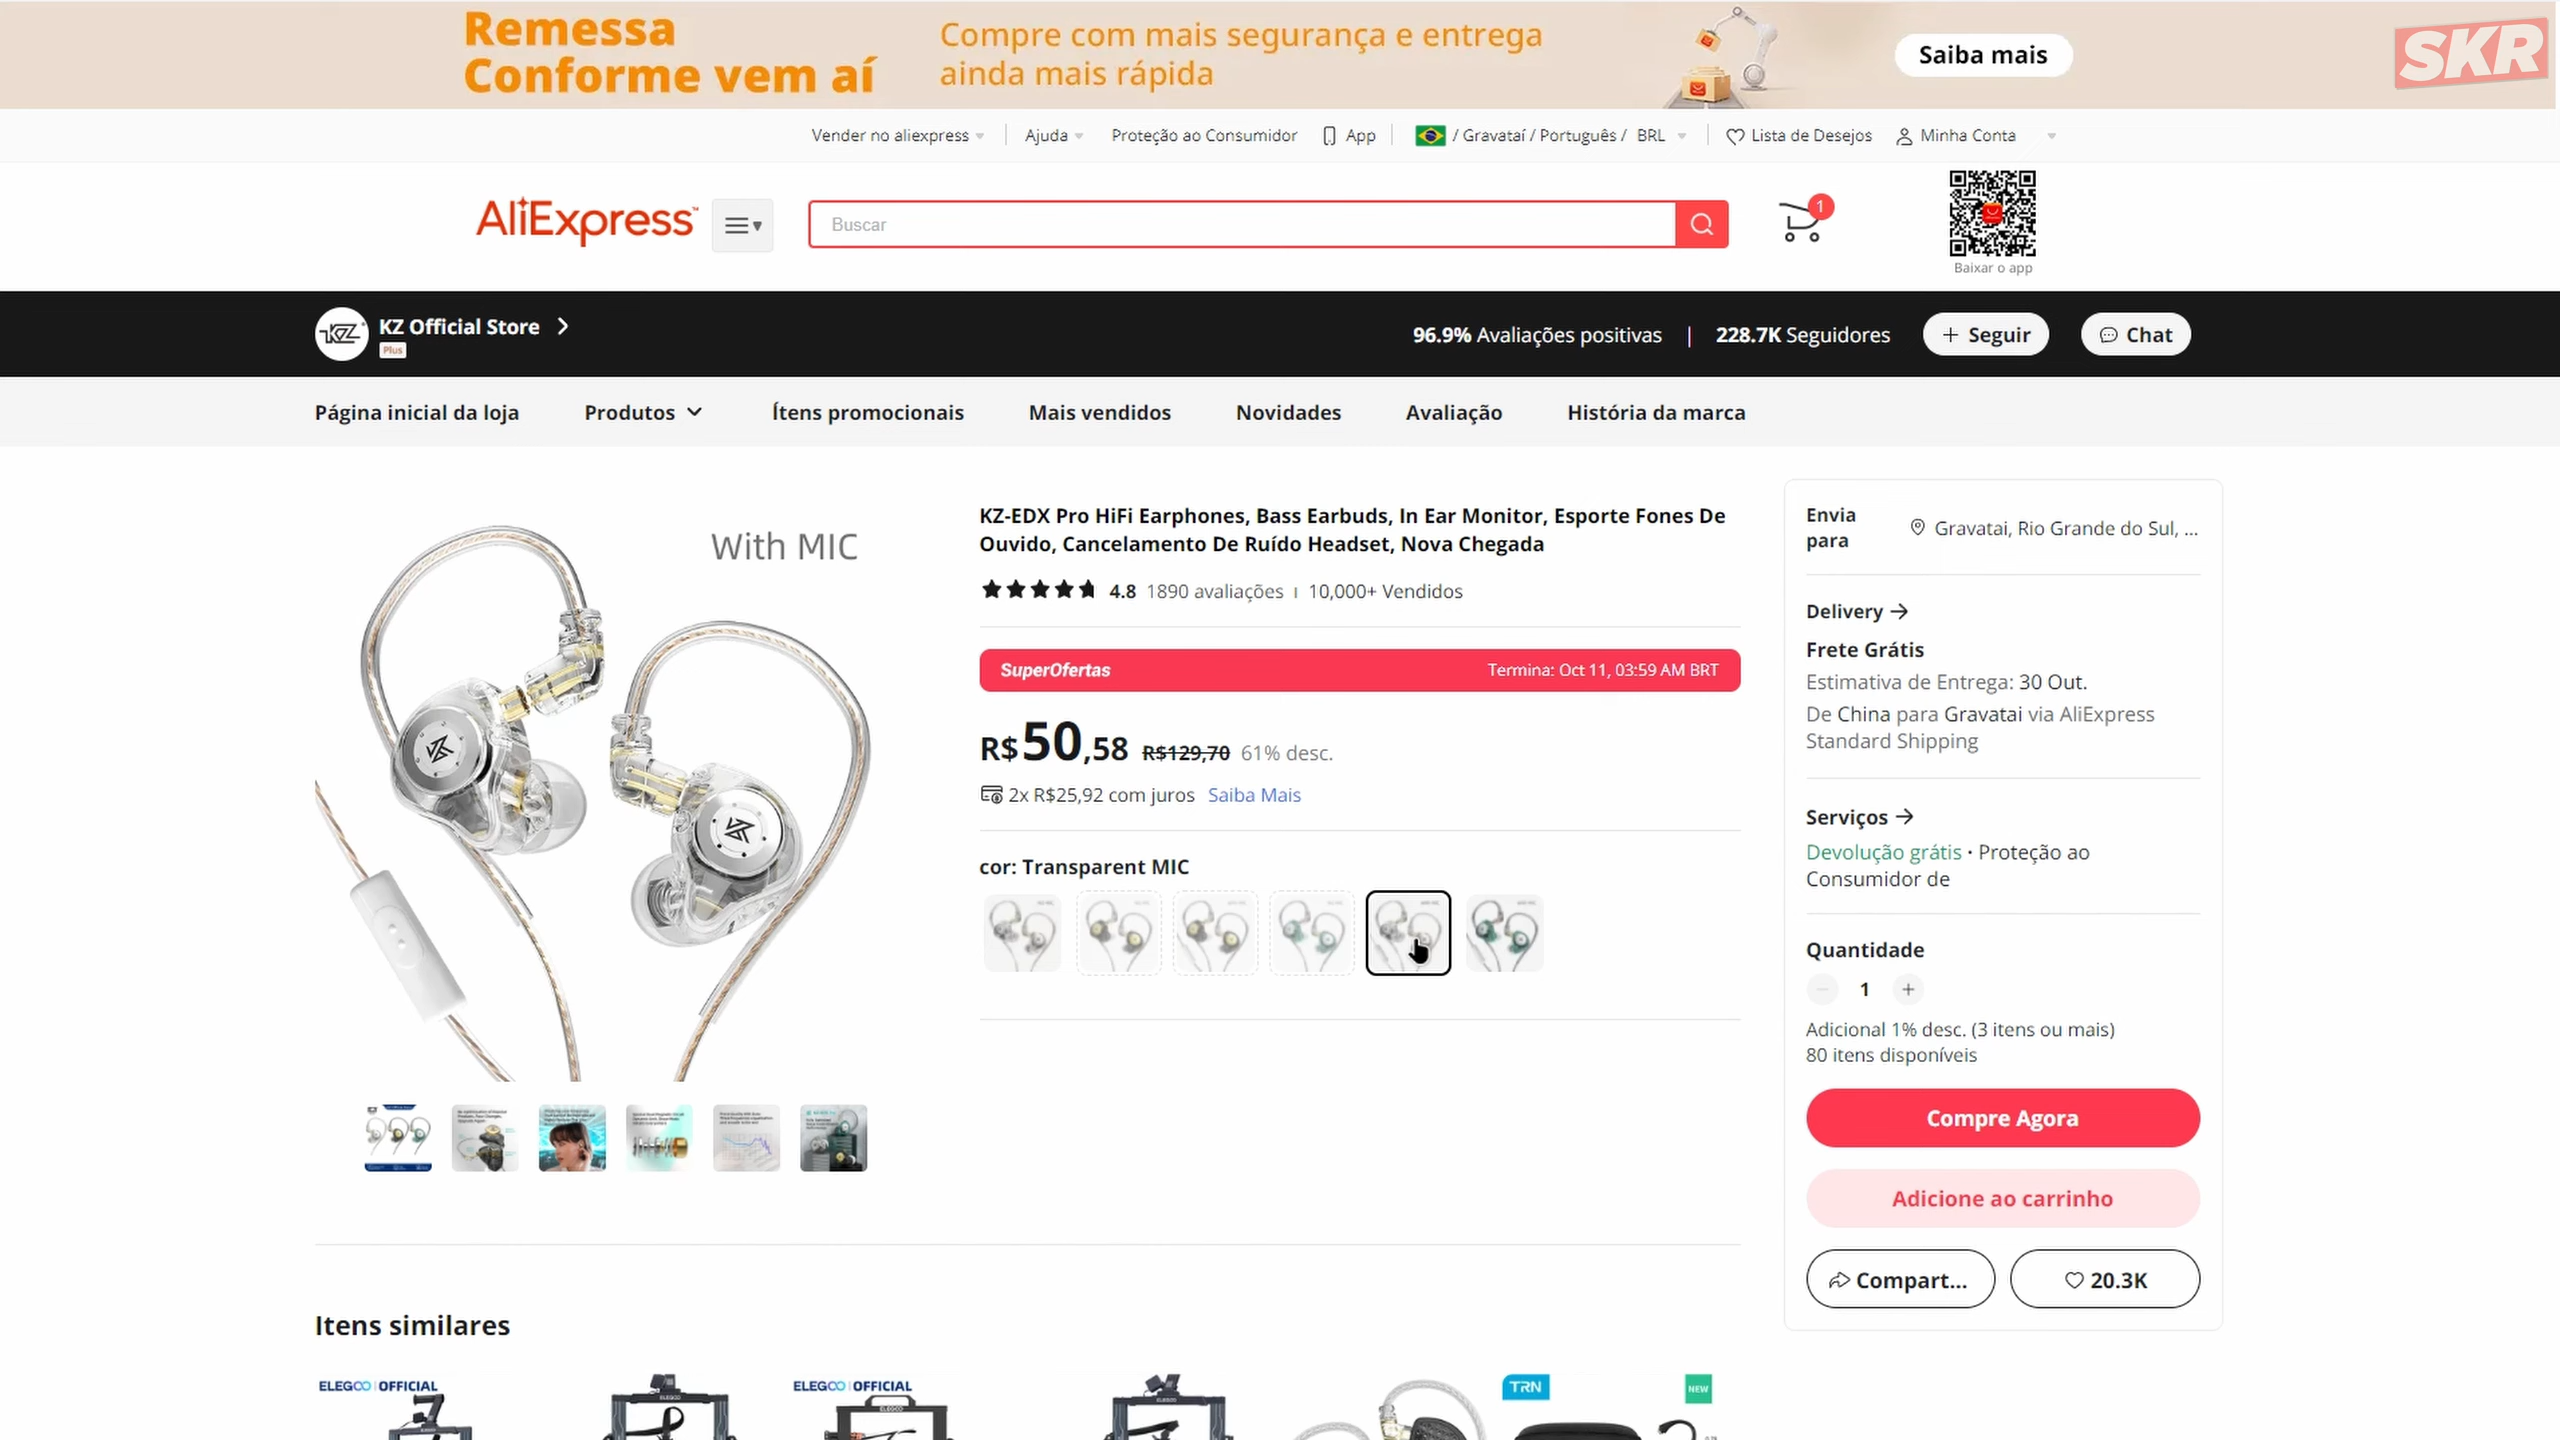 Remessa
Conforme vem aí
Compre com mais segurança e entrega
ainda mais rápida
Saiba mais
SKR
Vender no aliexpress
Ajuda
Proteção ao Consumidor
App
/ Gravataí / Português / BRL
Lista de Desejos
Minha Conta
AliExpress
Buscar
1
Baixar o app
KZ Official Store
Plus
96.9% Avaliações positivas | 228.7K Seguidores
+ Seguir
Chat
Página inicial da loja
Produtos
Ítens promocionais
Mais vendidos
Novidades
Avaliação
História da marca
With MIC
KZ-EDX Pro HiFi Earphones, Bass Earbuds, In Ear Monitor, Esporte Fones De
Ouvido, Cancelamento De Ruído Headset, Nova Chegada
4.8 1890 avaliações | 10,000+ Vendidos
SuperOfertas
Termina: Oct 11, 03:59 AM BRT
R$50,58 R$129,70 61% desc.
2x R$25,92 com juros Saiba Mais
cor: Transparent MIC
Envia
para
Gravatai, Rio Grande do Sul, ...
Delivery
Frete Grátis
Estimativa de Entrega: 30 Out.
De China para Gravatai via AliExpress
Standard Shipping
Serviços
Devolução grátis · Proteção ao
Consumidor de
Quantidade
1
Adicional 1% desc. (3 itens ou mais)
80 itens disponíveis
Compre Agora
Adicione ao carrinho
Compart...
20.3K
Itens similares
ELEGOO | OFFICIAL
ELEGOO | OFFICIAL
TRN
NEW